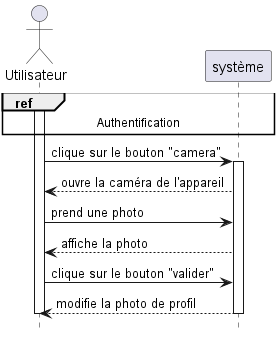 Utilisateur
système
ref
Authentification
clique sur le bouton "camera"
ouvre la caméra de l'appareil
prend une photo
affiche la photo
clique sur le bouton "valider"
modifie la photo de profil